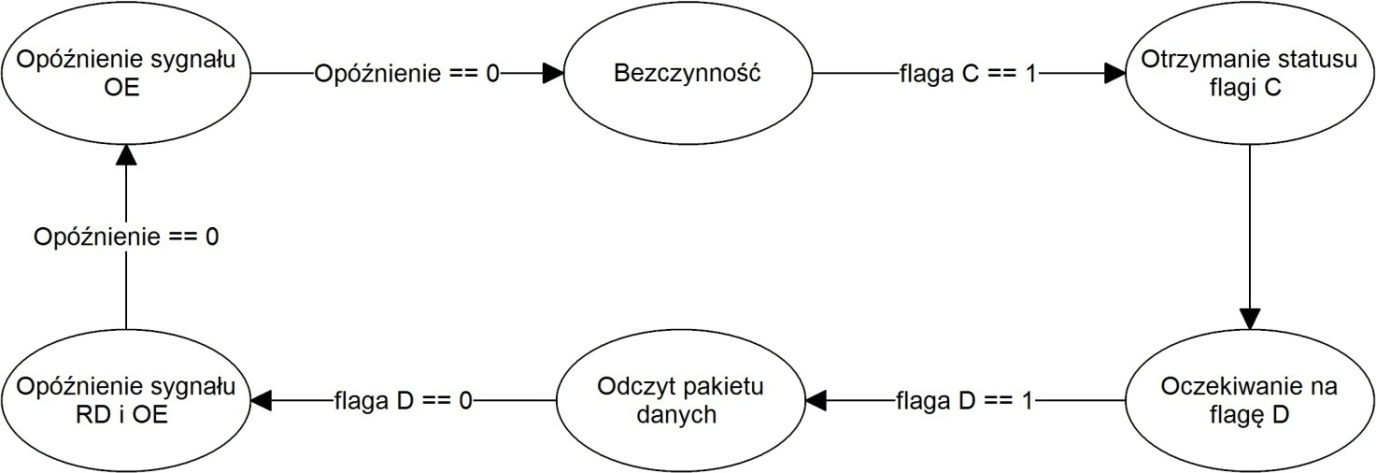 Opóźnienie sygnału
OE
Opóźnienie == 0
Bezczynność
flaga C == 1
Otrzymanie statusu
flagi C
Opóźnienie == 0
Opóźnienie sygnału
RD i OE
flaga D == 0
Odczyt pakietu
danych
flaga D == 1
Oczekiwanie na
flagę D